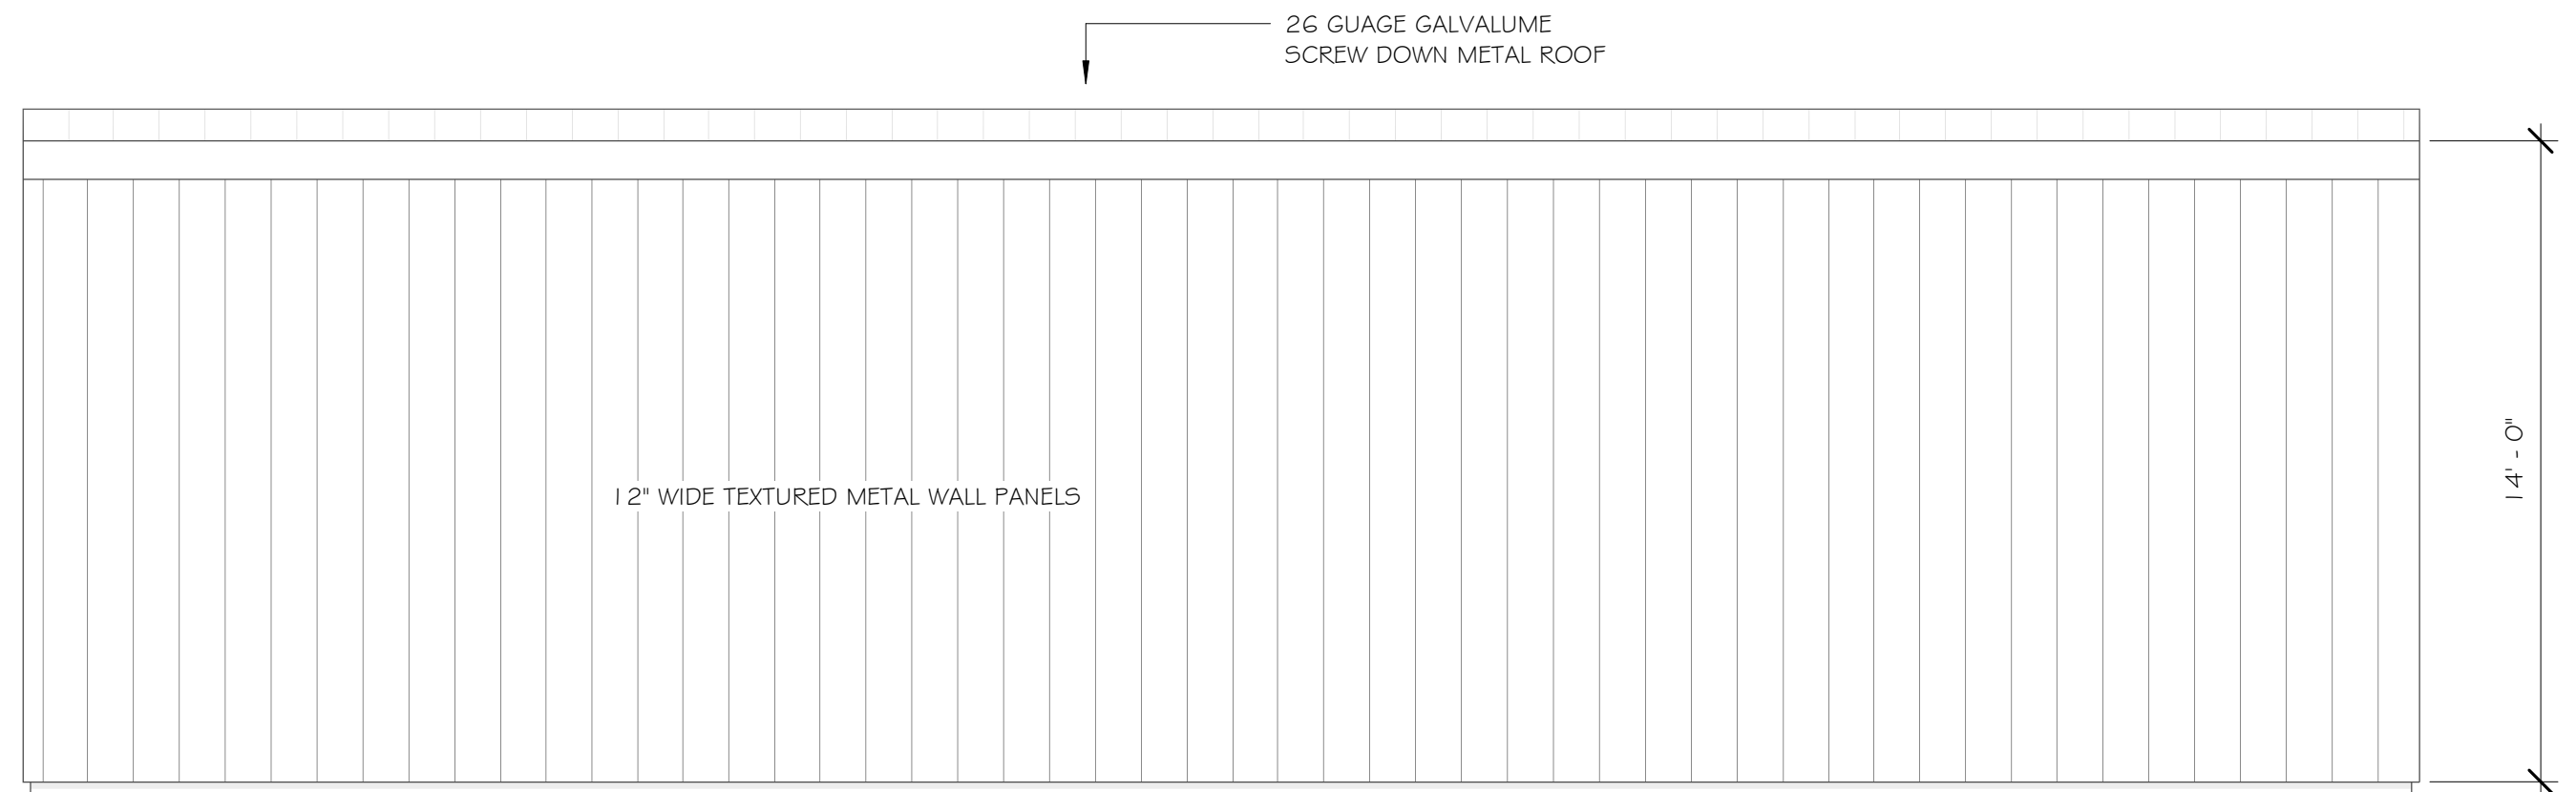 26 GUAGE GALVALUME
SCREW DOWN METAL ROOF
12" WIDE TEXTURED METAL WALL PANELS
14' - 0"